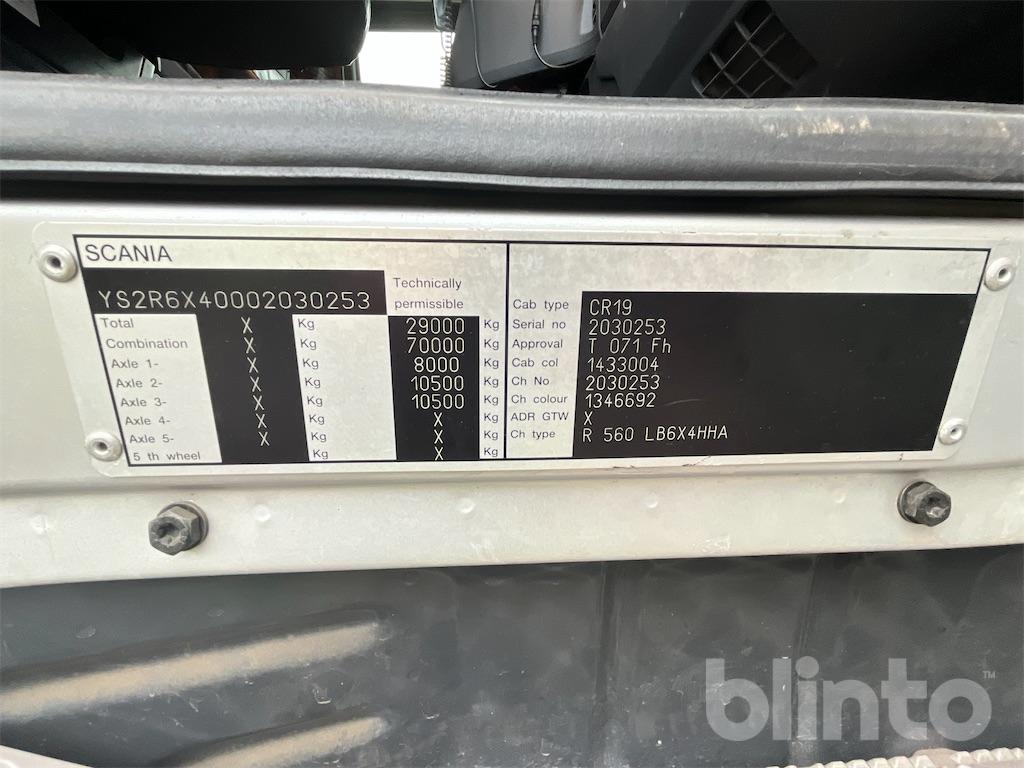 SCANIA
YS2R6X40002030253
Technically
permissible
Total X Kg 29000 Kg
Combination X Kg 70000 Kg
Axle 1- X Kg 8000 Kg
Axle 2- X Kg 10500 Kg
Axle 3- X Kg 10500 Kg
Axle 4- X Kg X Kg
Axle 5- X Kg X Kg
5 th wheel Kg X Kg
Cab type CR19
Serial no 2030253
Approval T 071 Fh
Cab col 1433004
Ch No 2030253
Ch colour 1346692
ADR GTW X
Ch type R 560 LB6X4HHA
blinto™